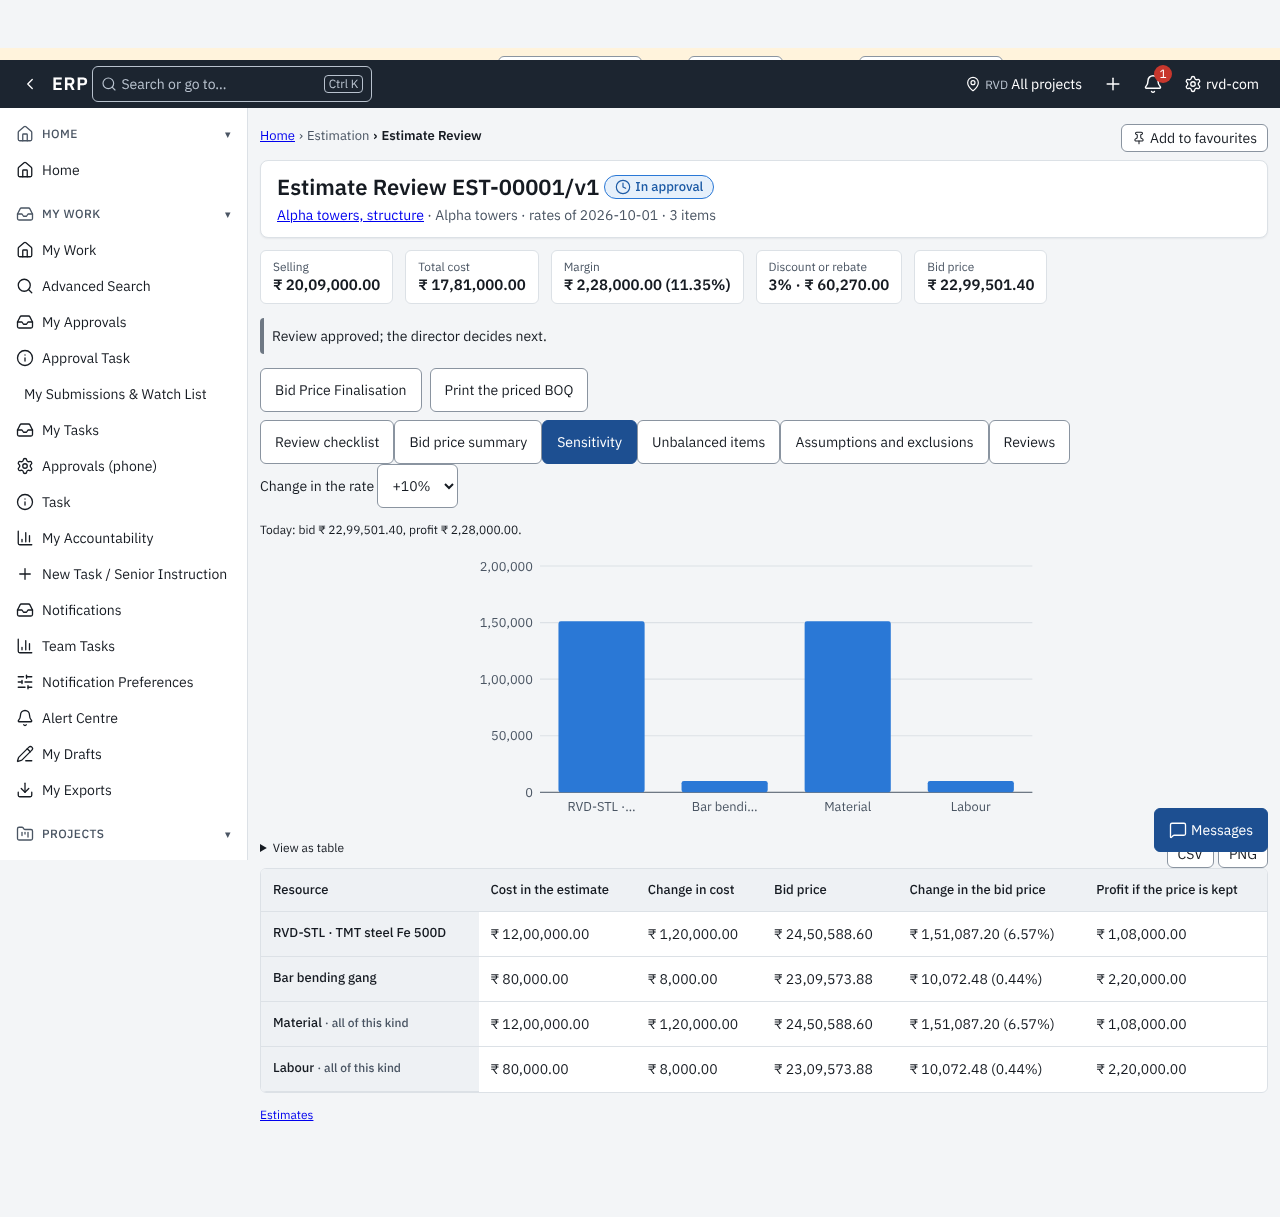 ERP
Search or go to...
Ctrl K
RVD All projects
1
rvd-com
HOME
Home
MY WORK
My Work
Advanced Search
My Approvals
Approval Task
My Submissions & Watch List
My Tasks
Approvals (phone)
Task
My Accountability
New Task / Senior Instruction
Notifications
Team Tasks
Notification Preferences
Alert Centre
My Drafts
My Exports
PROJECTS
Home › Estimation › Estimate Review
Add to favourites
Estimate Review EST-00001/v1 In approval
Alpha towers, structure · Alpha towers · rates of 2026-10-01 · 3 items
Selling
₹ 20,09,000.00
Total cost
₹ 17,81,000.00
Margin
₹ 2,28,000.00 (11.35%)
Discount or rebate
3% · ₹ 60,270.00
Bid price
₹ 22,99,501.40
Review approved; the director decides next.
Bid Price Finalisation
Print the priced BOQ
Review checklist
Bid price summary
Sensitivity
Unbalanced items
Assumptions and exclusions
Reviews
Change in the rate +10%
Today: bid ₹ 22,99,501.40, profit ₹ 2,28,000.00.
2,00,000
1,50,000
1,00,000
50,000
0
RVD-STL ·...
Bar bendi...
Material
Labour
Messages
View as table
CSV
PNG
Resource Cost in the estimate Change in cost Bid price Change in the bid price Profit if the price is kept
RVD-STL · TMT steel Fe 500D ₹ 12,00,000.00 ₹ 1,20,000.00 ₹ 24,50,588.60 ₹ 1,51,087.20 (6.57%) ₹ 1,08,000.00
Bar bending gang ₹ 80,000.00 ₹ 8,000.00 ₹ 23,09,573.88 ₹ 10,072.48 (0.44%) ₹ 2,20,000.00
Material · all of this kind ₹ 12,00,000.00 ₹ 1,20,000.00 ₹ 24,50,588.60 ₹ 1,51,087.20 (6.57%) ₹ 1,08,000.00
Labour · all of this kind ₹ 80,000.00 ₹ 8,000.00 ₹ 23,09,573.88 ₹ 10,072.48 (0.44%) ₹ 2,20,000.00
Estimates